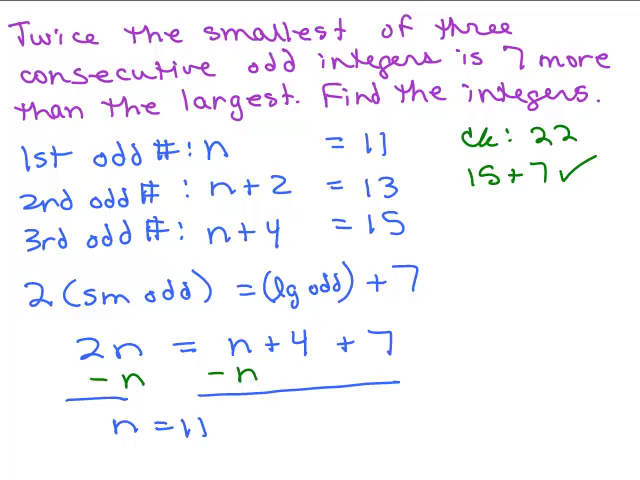 Twice the smallest of three
consecutive odd integers is 7 more
than the largest. Find the integers.
1st odd #: n = 11
2nd odd #: n + 2 = 13
3rd odd #: n + 4 = 15
ck: 22
15 + 7 ✓
2 (sm odd) = (lg odd) + 7
2n = n + 4 + 7
- n - n
n = 11